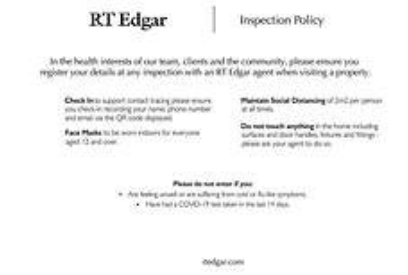 RT Edgar
Inspection Policy
In the health interests of our team, clients and the community, please ensure you
register your details at any inspection with an RT Edgar agent when visiting a property.
Check In to support contact tracing please ensure
you check-in recording your name, phone number
and email via the QR code displayed.
Face Masks to be worn indoors for everyone
aged 12 and over.
Maintain Social Distancing of 2m2 per person
at all times.
Do not touch anything in the home including
surfaces and door handles, fixtures and fittings -
please ask your agent to do so.
Please do not enter if you:
• Are feeling unwell or are suffering from cold or flu-like symptoms.
• Have had a COVID-19 test taken in the last 14 days.
rtedgar.com